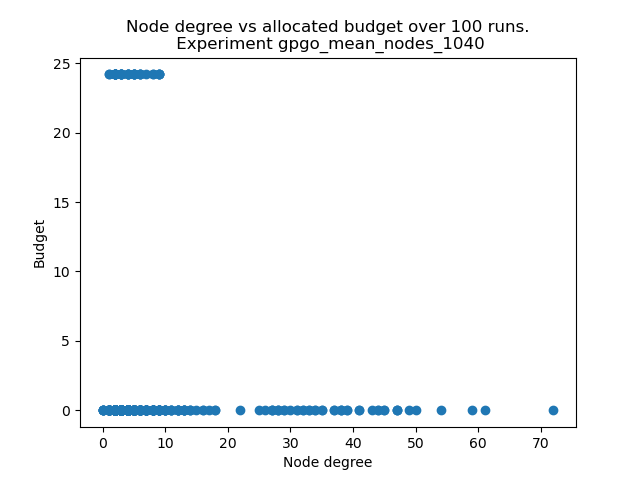 Node degree vs allocated budget over 100 runs.
Experiment gpgo_mean_nodes_1040
25
20
15
10
5
0
Budget
0 10 20 30 40 50 60 70
Node degree